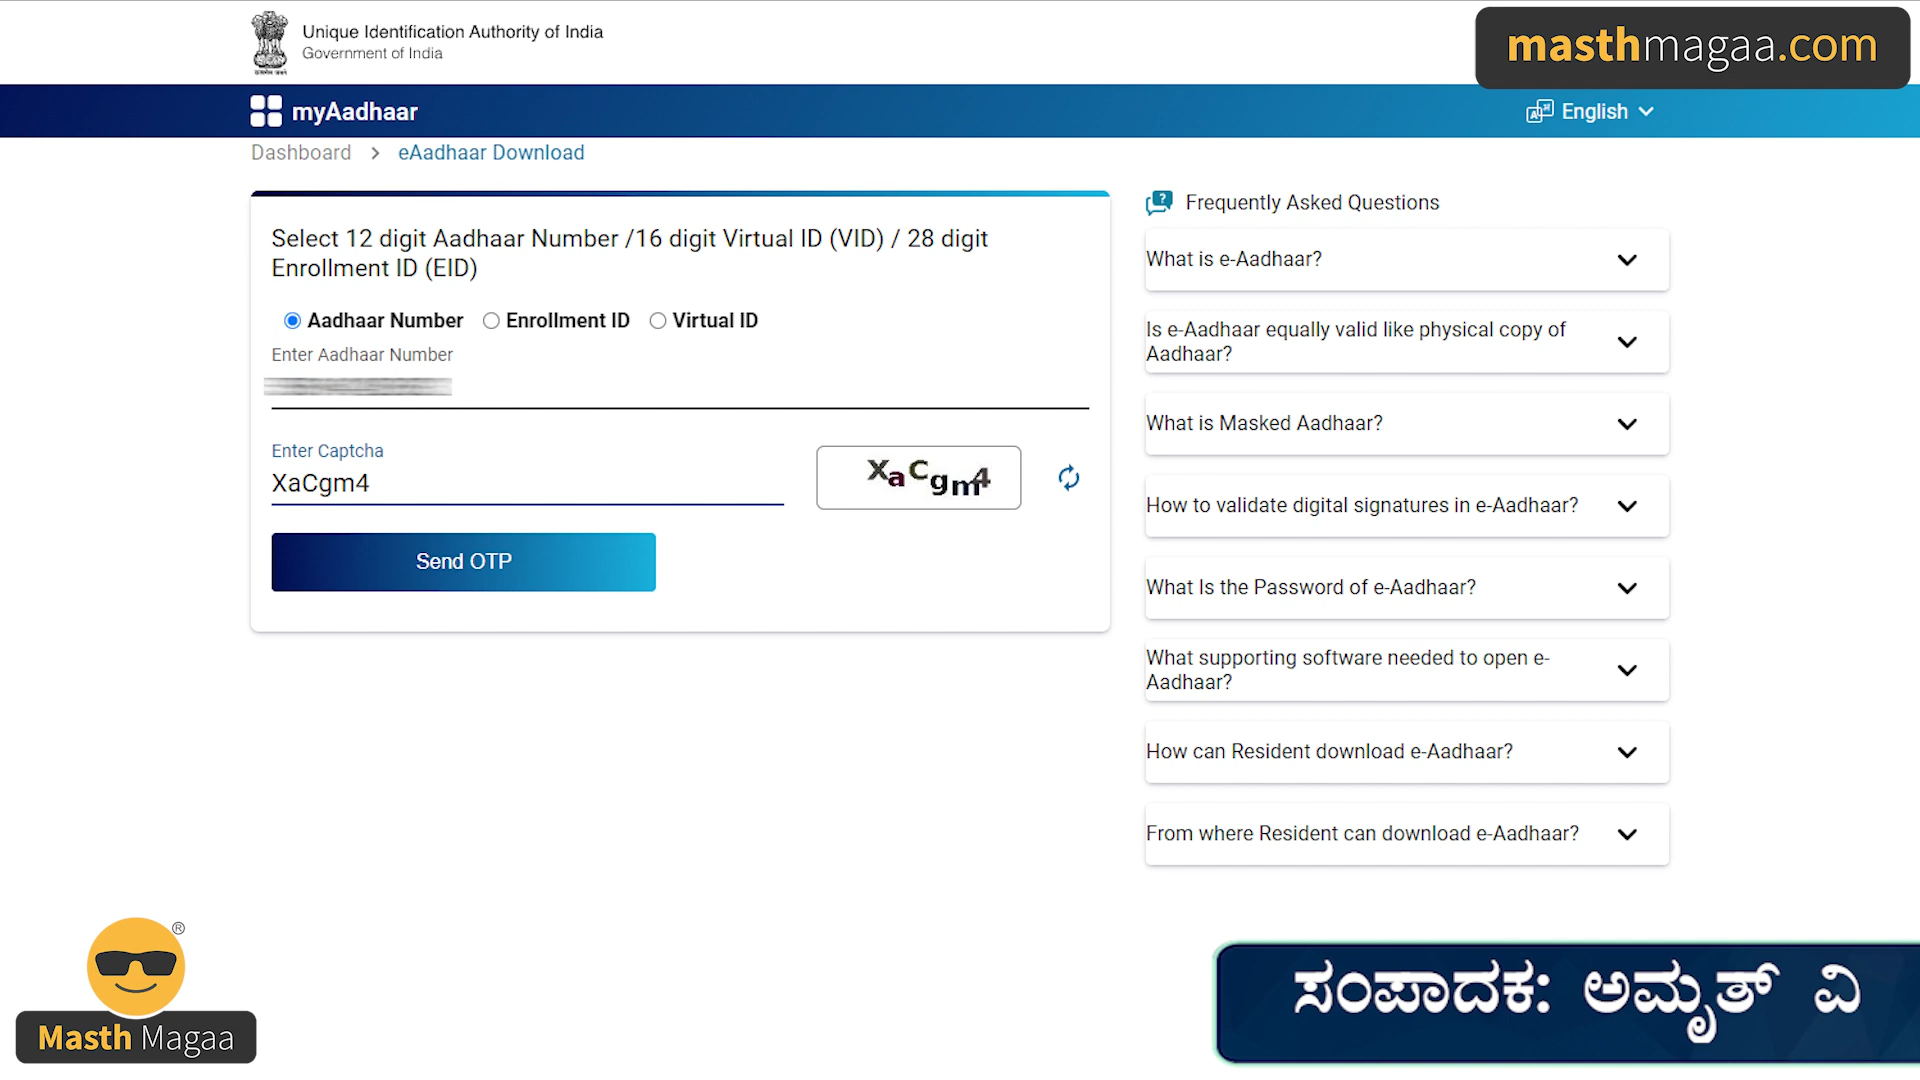 Unique Identification Authority of India
Government of India
masthmagaa.com
myAadhaar
English
Dashboard > eAadhaar Download
Select 12 digit Aadhaar Number /16 digit Virtual ID (VID) / 28 digit
Enrollment ID (EID)
Aadhaar Number Enrollment ID Virtual ID
Enter Aadhaar Number
Enter Captcha
XaCgm4
XaCgm4
Send OTP
Frequently Asked Questions
What is e-Aadhaar?
Is e-Aadhaar equally valid like physical copy of
Aadhaar?
What is Masked Aadhaar?
How to validate digital signatures in e-Aadhaar?
What Is the Password of e-Aadhaar?
What supporting software needed to open e-
Aadhaar?
How can Resident download e-Aadhaar?
From where Resident can download e-Aadhaar?
®
Masth Magaa
ಸಂಪಾದಕ: ಅಮೃತ್ ವಿ